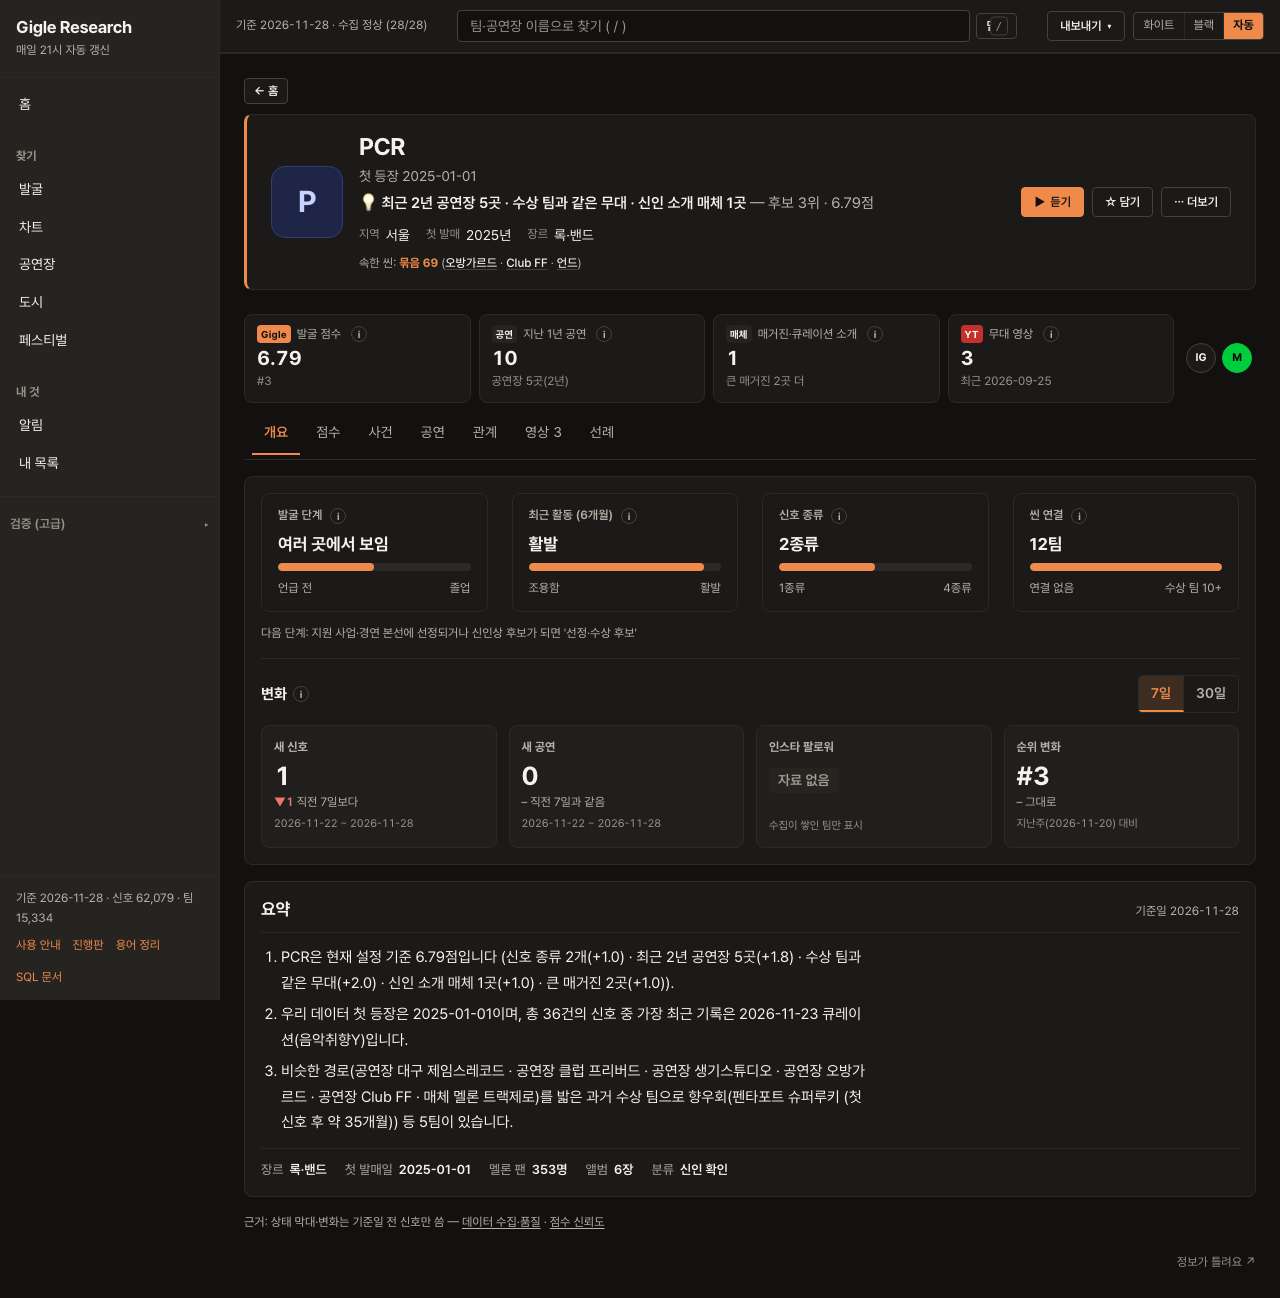 Gigle Research
매일 21시 자동 갱신
홈
찾기
발굴
차트
공연장
도시
페스티벌
내 것
알림
내 목록
검증 (고급)
기준 2026-11-28 · 신호 62,079 · 팀
15,334
사용 안내 진행판 용어 정리
SQL 문서
기준 2026-11-28 · 수집 정상 (28/28)
팀·공연장 이름으로 찾기 ( / )
/
내보내기 ▾
화이트 블랙 자동
← 홈
P
PCR
첫 등장 2025-01-01
💡 최근 2년 공연장 5곳 · 수상 팀과 같은 무대 · 신인 소개 매체 1곳 — 후보 3위 · 6.79점
지역 서울 첫 발매 2025년 장르 록·밴드
속한 씬: 묶음 69 (오방가르드 · Club FF · 언드)
▶ 듣기 ☆ 담기 ··· 더보기
Gigle 발굴 점수 i
6.79
#3
공연 지난 1년 공연 i
10
공연장 5곳(2년)
매체 매거진·큐레이션 소개 i
1
큰 매거진 2곳 더
YT 무대 영상 i
3
최근 2026-09-25
IG M
개요 점수 사건 공연 관계 영상 3 선례
발굴 단계 i
여러 곳에서 보임
언급 전 졸업
최근 활동 (6개월) i
활발
조용함 활발
신호 종류 i
2종류
1종류 4종류
씬 연결 i
12팀
연결 없음 수상 팀 10+
다음 단계: 지원 사업·경연 본선에 선정되거나 신인상 후보가 되면 '선정·수상 후보'
변화 i
7일 30일
새 신호
1
▼1 직전 7일보다
2026-11-22 ~ 2026-11-28
새 공연
0
– 직전 7일과 같음
2026-11-22 ~ 2026-11-28
인스타 팔로워
자료 없음
수집이 쌓인 팀만 표시
순위 변화
#3
– 그대로
지난주(2026-11-20) 대비
요약
기준일 2026-11-28
1. PCR은 현재 설정 기준 6.79점입니다 (신호 종류 2개(+1.0) · 최근 2년 공연장 5곳(+1.8) · 수상 팀과
같은 무대(+2.0) · 신인 소개 매체 1곳(+1.0) · 큰 매거진 2곳(+1.0)).
2. 우리 데이터 첫 등장은 2025-01-01이며, 총 36건의 신호 중 가장 최근 기록은 2026-11-23 큐레이
션(음악취향Y)입니다.
3. 비슷한 경로(공연장 대구 제임스레코드 · 공연장 클럽 프리버드 · 공연장 생기스튜디오 · 공연장 오방가
르드 · 공연장 Club FF · 매체 멜론 트랙제로)를 밟은 과거 수상 팀으로 향우회(펜타포트 슈퍼루키 (첫
신호 후 약 35개월)) 등 5팀이 있습니다.
장르 록·밴드 첫 발매일 2025-01-01 멜론 팬 353명 앨범 6장 분류 신인 확인
근거: 상태 막대·변화는 기준일 전 신호만 씀 — 데이터 수집·품질 · 점수 신뢰도
정보가 틀려요 ↗